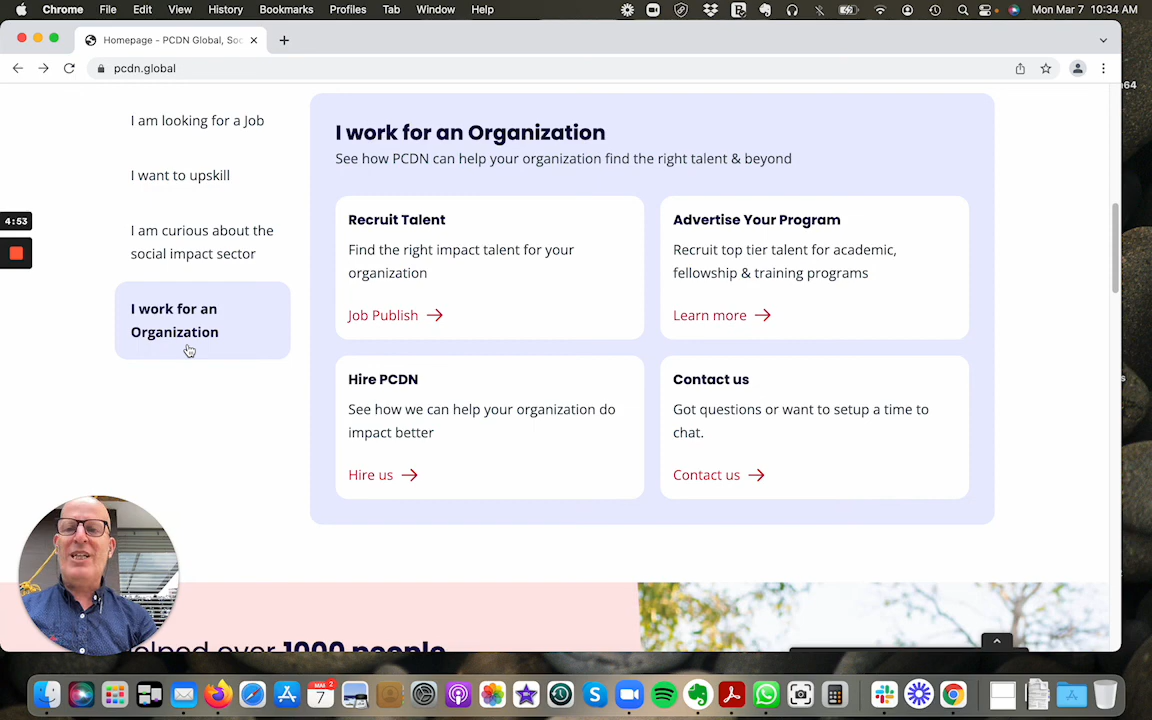 Chrome File Edit View History Bookmarks Profiles Tab Window Help Mon Mar 7 10:34 AM
Homepage - PCDN Global, Soc
pcdn.global
I am looking for a Job
I want to upskill
I am curious about the
social impact sector
I work for an
Organization
4:53
I work for an Organization
See how PCDN can help your organization find the right talent & beyond
Recruit Talent
Find the right impact talent for your
organization
Job Publish
Advertise Your Program
Recruit top tier talent for academic,
fellowship & training programs
Learn more
Hire PCDN
See how we can help your organization do
impact better
Hire us
Contact us
Got questions or want to setup a time to
chat.
Contact us
elped over 1000 people
64
s
7
2